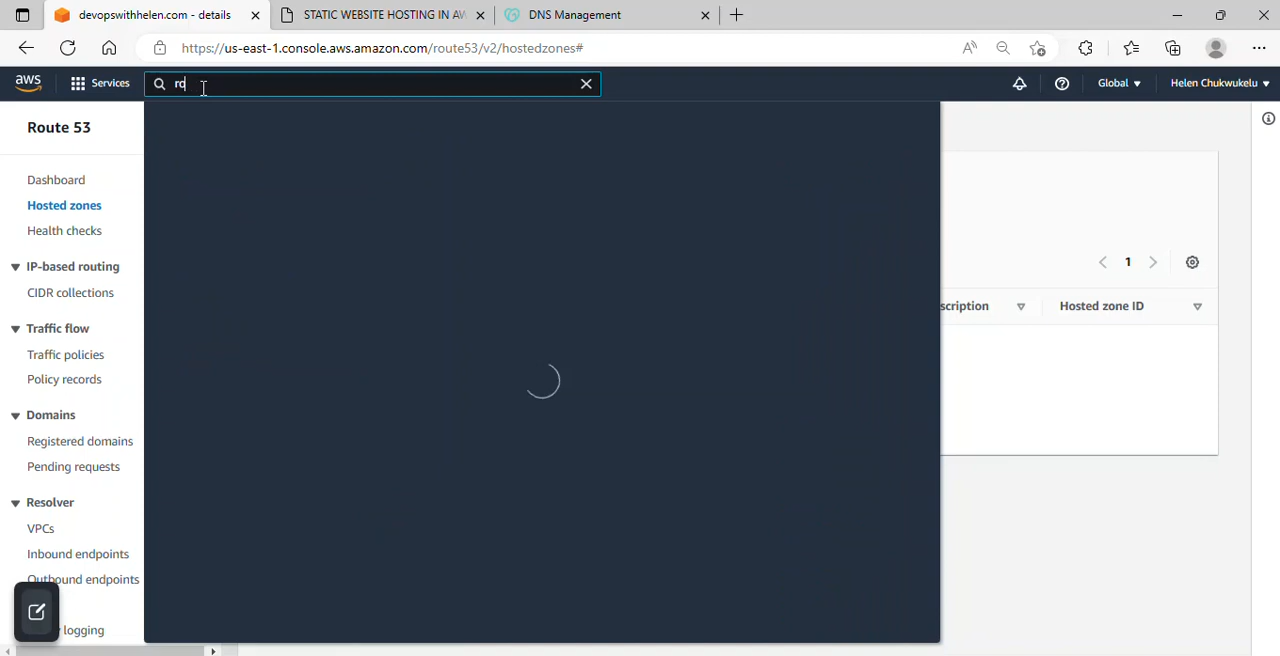 devopswithhelen.com - details
STATIC WEBSITE HOSTING IN AW
DNS Management
https://us-east-1.console.aws.amazon.com/route53/v2/hostedzones#
aws
Services
ro
Global
Helen Chukwukelu
Route 53
Dashboard
Hosted zones
Health checks
IP-based routing
CIDR collections
Traffic flow
Traffic policies
Policy records
Domains
Registered domains
Pending requests
Resolver
VPCs
Inbound endpoints
Outbound endpoints
logging
1
scription
Hosted zone ID